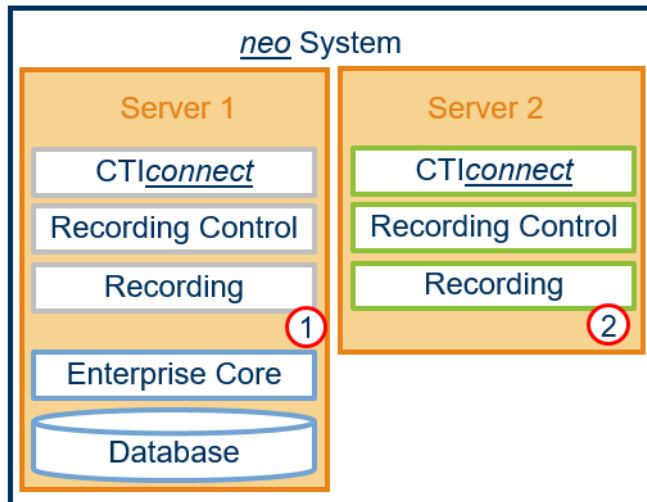 neo System
Server 1
CTIconnect
Recording Control
Recording
1
Enterprise Core
Database
Server 2
CTIconnect
Recording Control
Recording
2